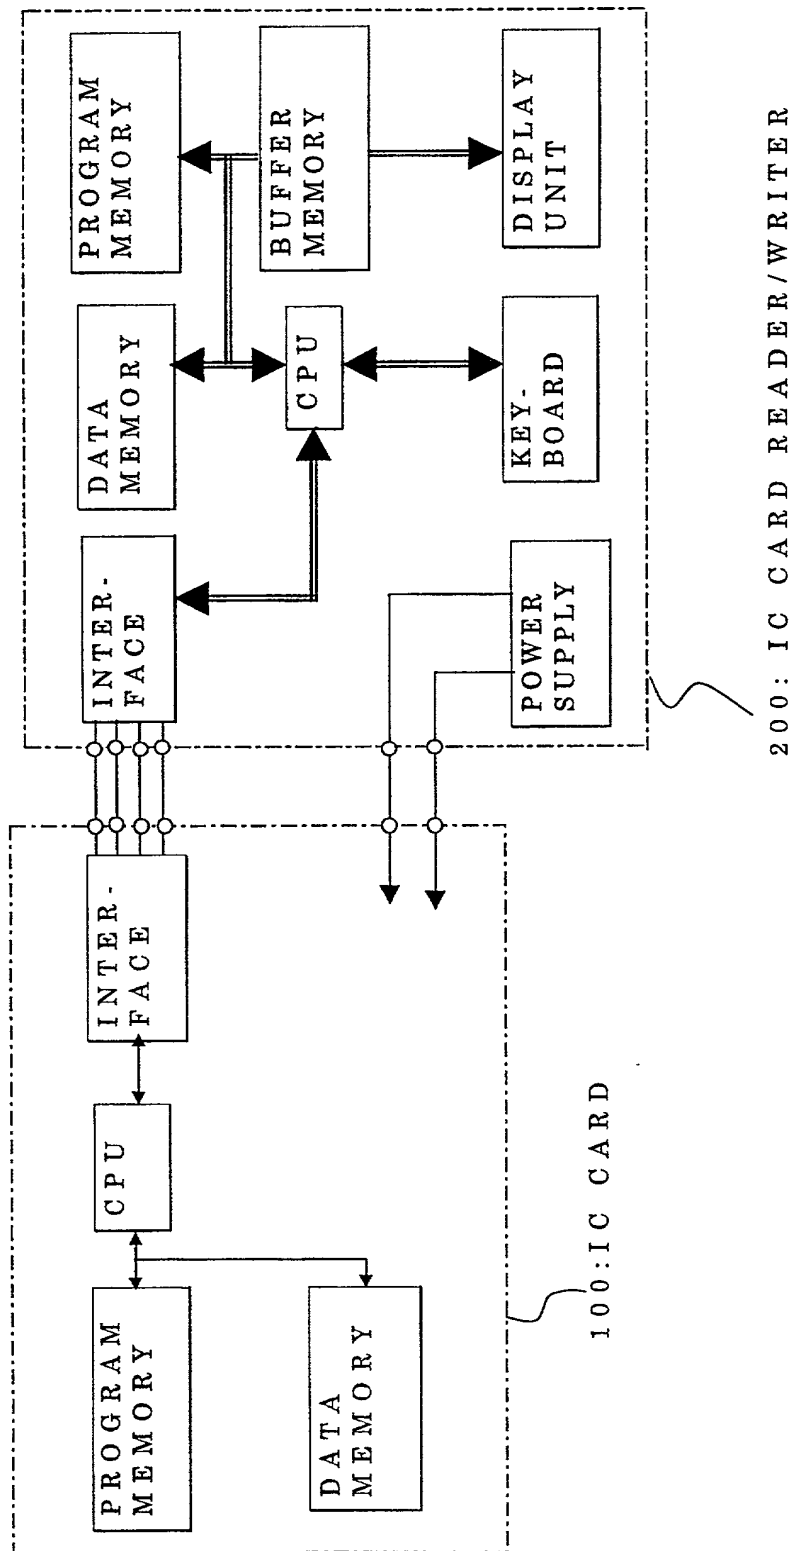 PROGRAM
MEMORY
DATA
MEMORY
CPU
INTER-
FACE
INTER-
FACE
DATA
MEMORY
PROGRAM
MEMORY
CPU
BUFFER
MEMORY
POWER
SUPPLY
KEY-
BOARD
DISPLAY
UNIT
100:IC CARD
200: IC CARD READER/WRITER